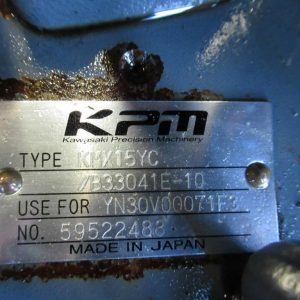 KPM
Kawasaki Precision Machinery
TYPE KMX15YC
/B33041E-10
USE FOR YN30V00071F3
NO. 59522488
MADE IN JAPAN